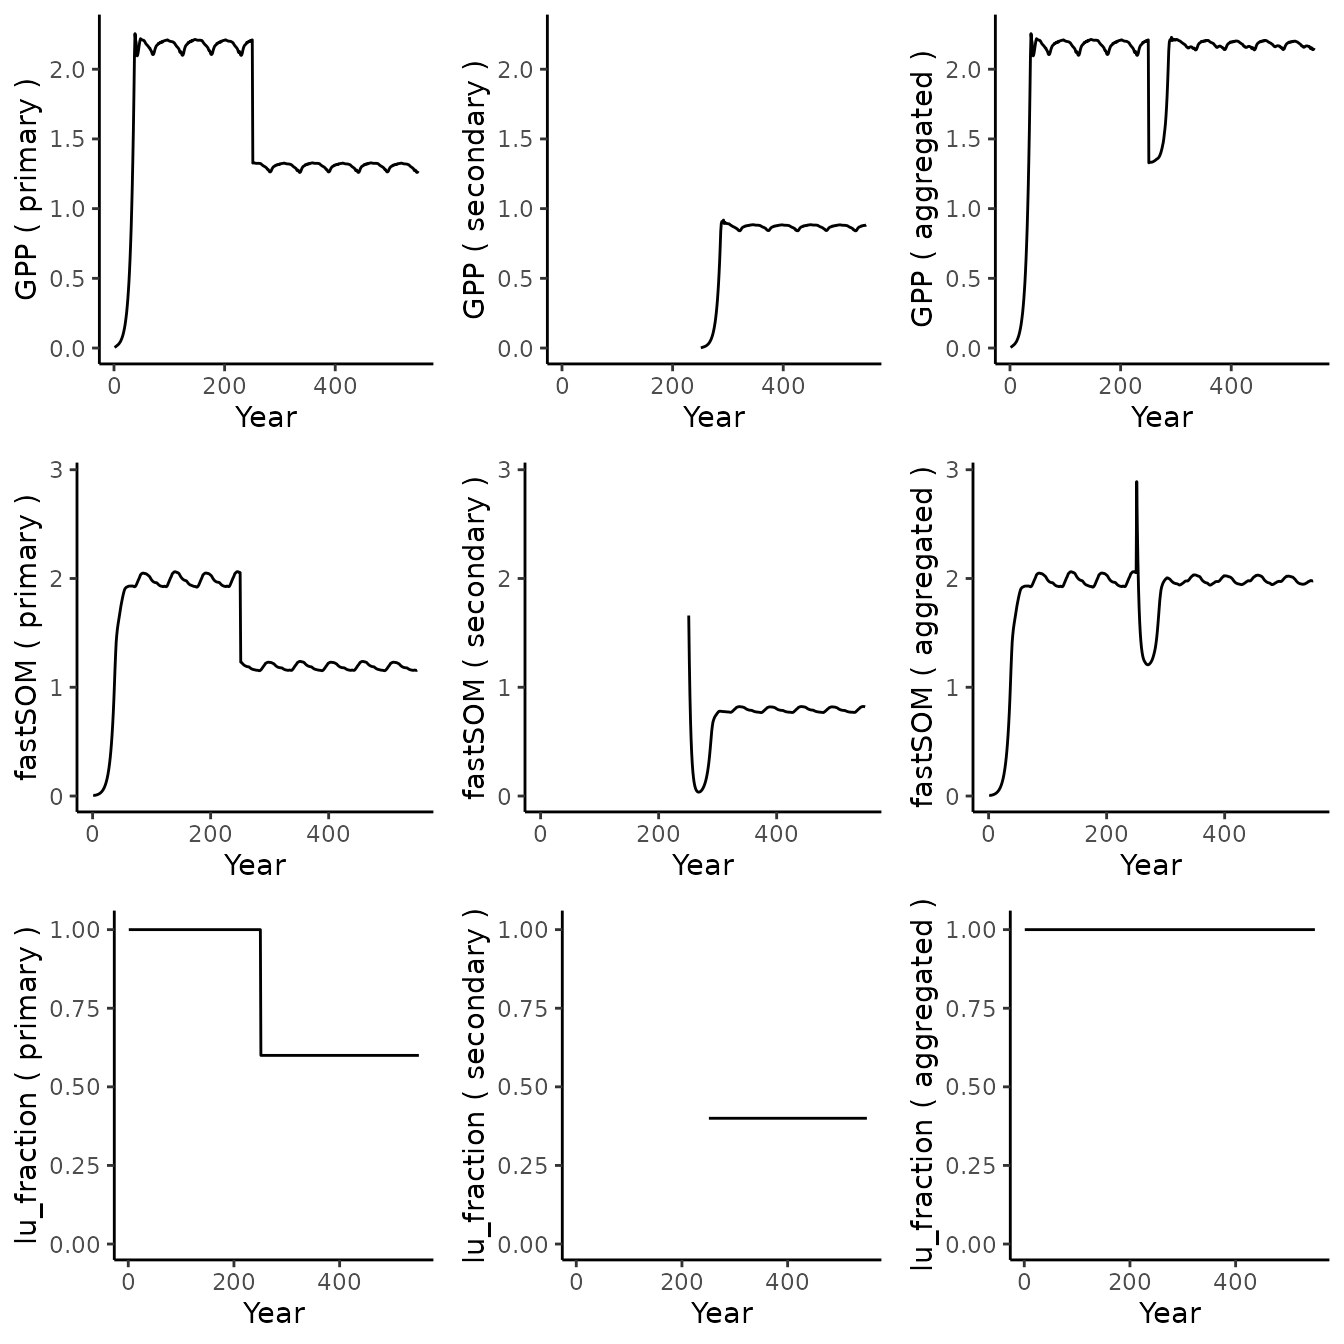 GPP ( primary )
2.0
1.5
1.0
0.5
0.0
0 200 400
Year
GPP ( secondary )
2.0
1.5
1.0
0.5
0.0
0 200 400
Year
GPP ( aggregated )
2.0
1.5
1.0
0.5
0.0
0 200 400
Year
fastSOM ( primary )
3
2
1
0
0 200 400
Year
fastSOM ( secondary )
3
2
1
0
0 200 400
Year
fastSOM ( aggregated )
3
2
1
0
0 200 400
Year
lu_fraction ( primary )
1.00
0.75
0.50
0.25
0.00
0 200 400
Year
lu_fraction ( secondary )
1.00
0.75
0.50
0.25
0.00
0 200 400
Year
lu_fraction ( aggregated )
1.00
0.75
0.50
0.25
0.00
0 200 400
Year